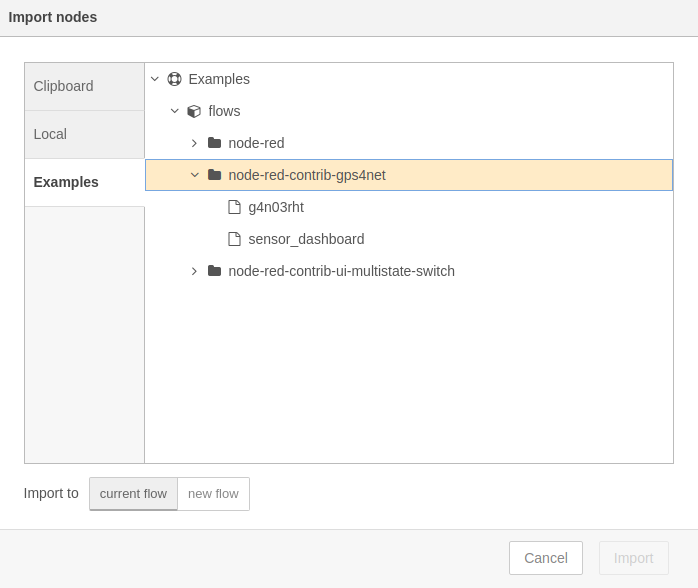 Import nodes
Clipboard
Local
Examples
Examples
flows
node-red
node-red-contrib-gps4net
g4n03rht
sensor_dashboard
node-red-contrib-ui-multistate-switch
Import to
current flow
new flow
Cancel
Import